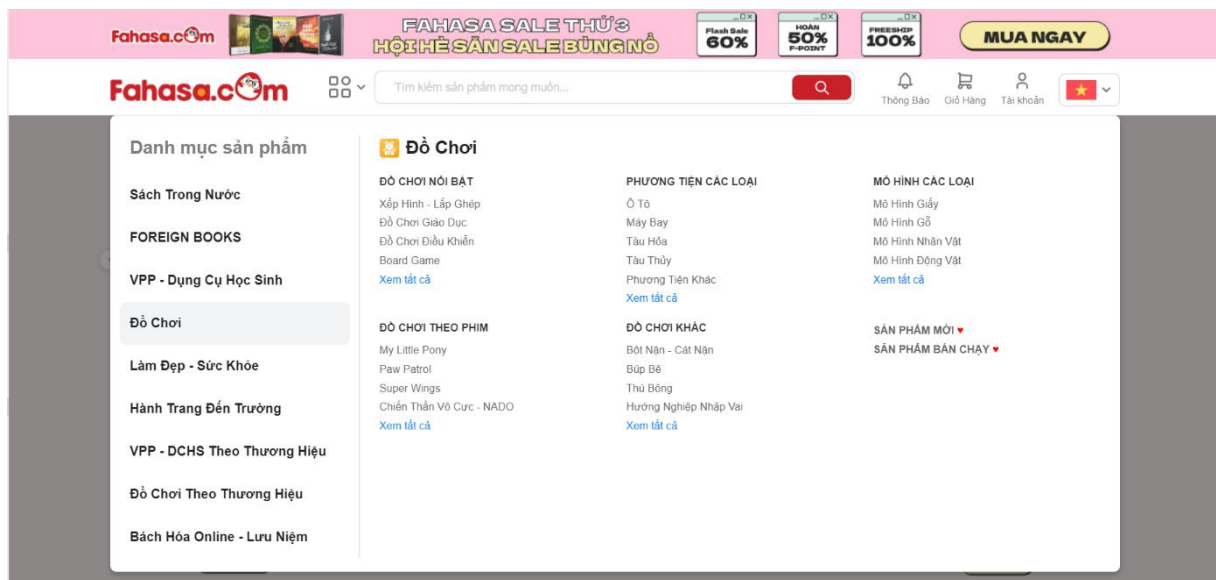 Fahasa.com
FAHASA SALE THỨ 3
HỘI HÈ SĂN SALE BÙNG NỔ
Flash Sale
60%
HOÀN
50%
F-POINT
FREESHIP
100%
MUA NGAY
Fahasa.com
Tìm kiếm sản phẩm mong muốn...
Thông Báo
Giỏ Hàng
Tài khoản
Danh mục sản phẩm
Sách Trong Nước
FOREIGN BOOKS
VPP - Dụng Cụ Học Sinh
Đồ Chơi
Làm Đẹp - Sức Khỏe
Hành Trang Đến Trường
VPP - DCHS Theo Thương Hiệu
Đồ Chơi Theo Thương Hiệu
Bách Hóa Online - Lưu Niệm
Đồ Chơi
ĐỒ CHƠI NỔI BẬT
Xếp Hình - Lắp Ghép
Đồ Chơi Giáo Dục
Đồ Chơi Điều Khiển
Board Game
Xem tất cả
PHƯƠNG TIỆN CÁC LOẠI
Ô Tô
Máy Bay
Tàu Hỏa
Tàu Thủy
Phương Tiện Khác
Xem tất cả
MÔ HÌNH CÁC LOẠI
Mô Hình Giấy
Mô Hình Gỗ
Mô Hình Nhân Vật
Mô Hình Động Vật
Xem tất cả
ĐỒ CHƠI THEO PHIM
My Little Pony
Paw Patrol
Super Wings
Chiến Thần Vô Cực - NADO
Xem tất cả
ĐỒ CHƠI KHÁC
Bột Nặn - Cát Nặn
Búp Bê
Thú Bông
Hướng Nghiệp Nhập Vai
Xem tất cả
SẢN PHẨM MỚI ♥
SẢN PHẨM BÁN CHẠY ♥